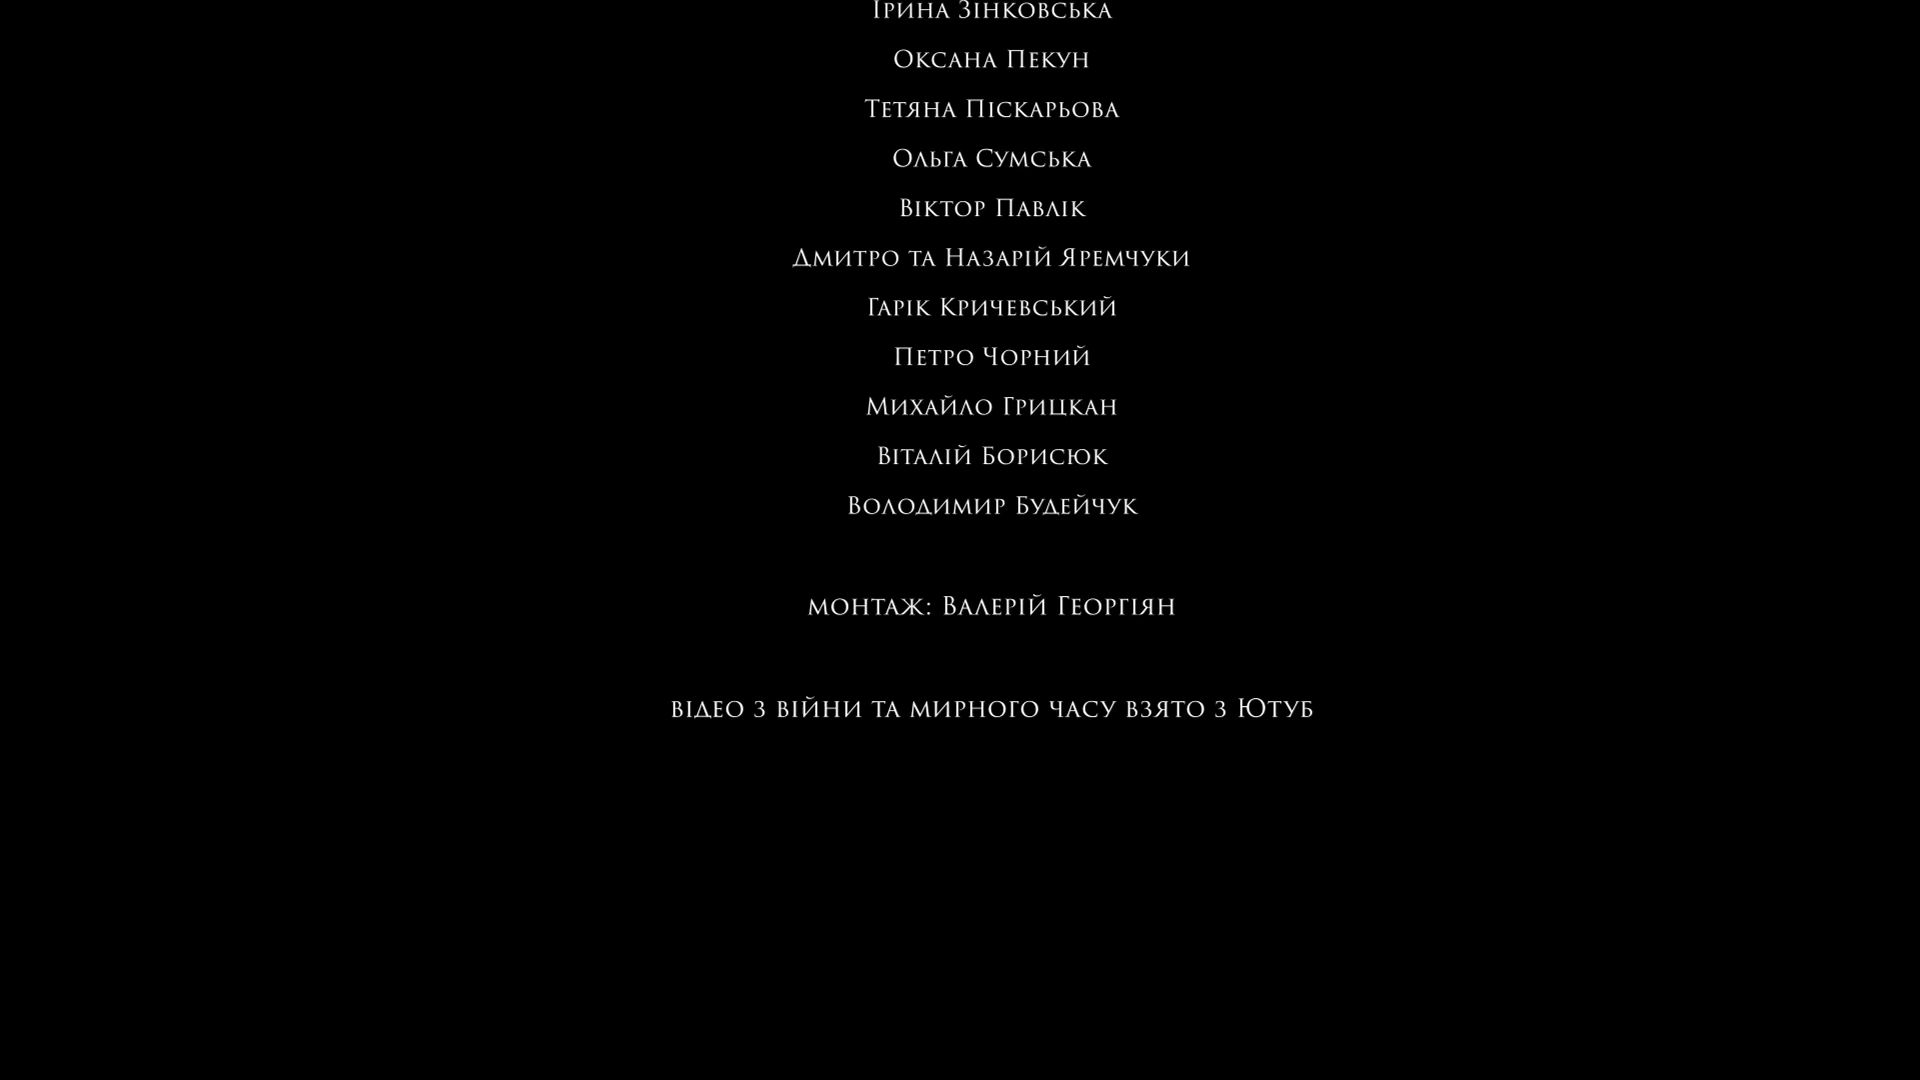 Ірина Зінковська
Оксана Пекун
Тетяна Піскарьова
Ольга Сумська
Віктор Павлік
Дмитро та Назарій Яремчуки
Гарік Кричевський
Петро Чорний
Михайло Грицкан
Віталій Борисюк
Володимир Будейчук
монтаж: Валерій Георгіян
відео з війни та мирного часу взято з Ютуб